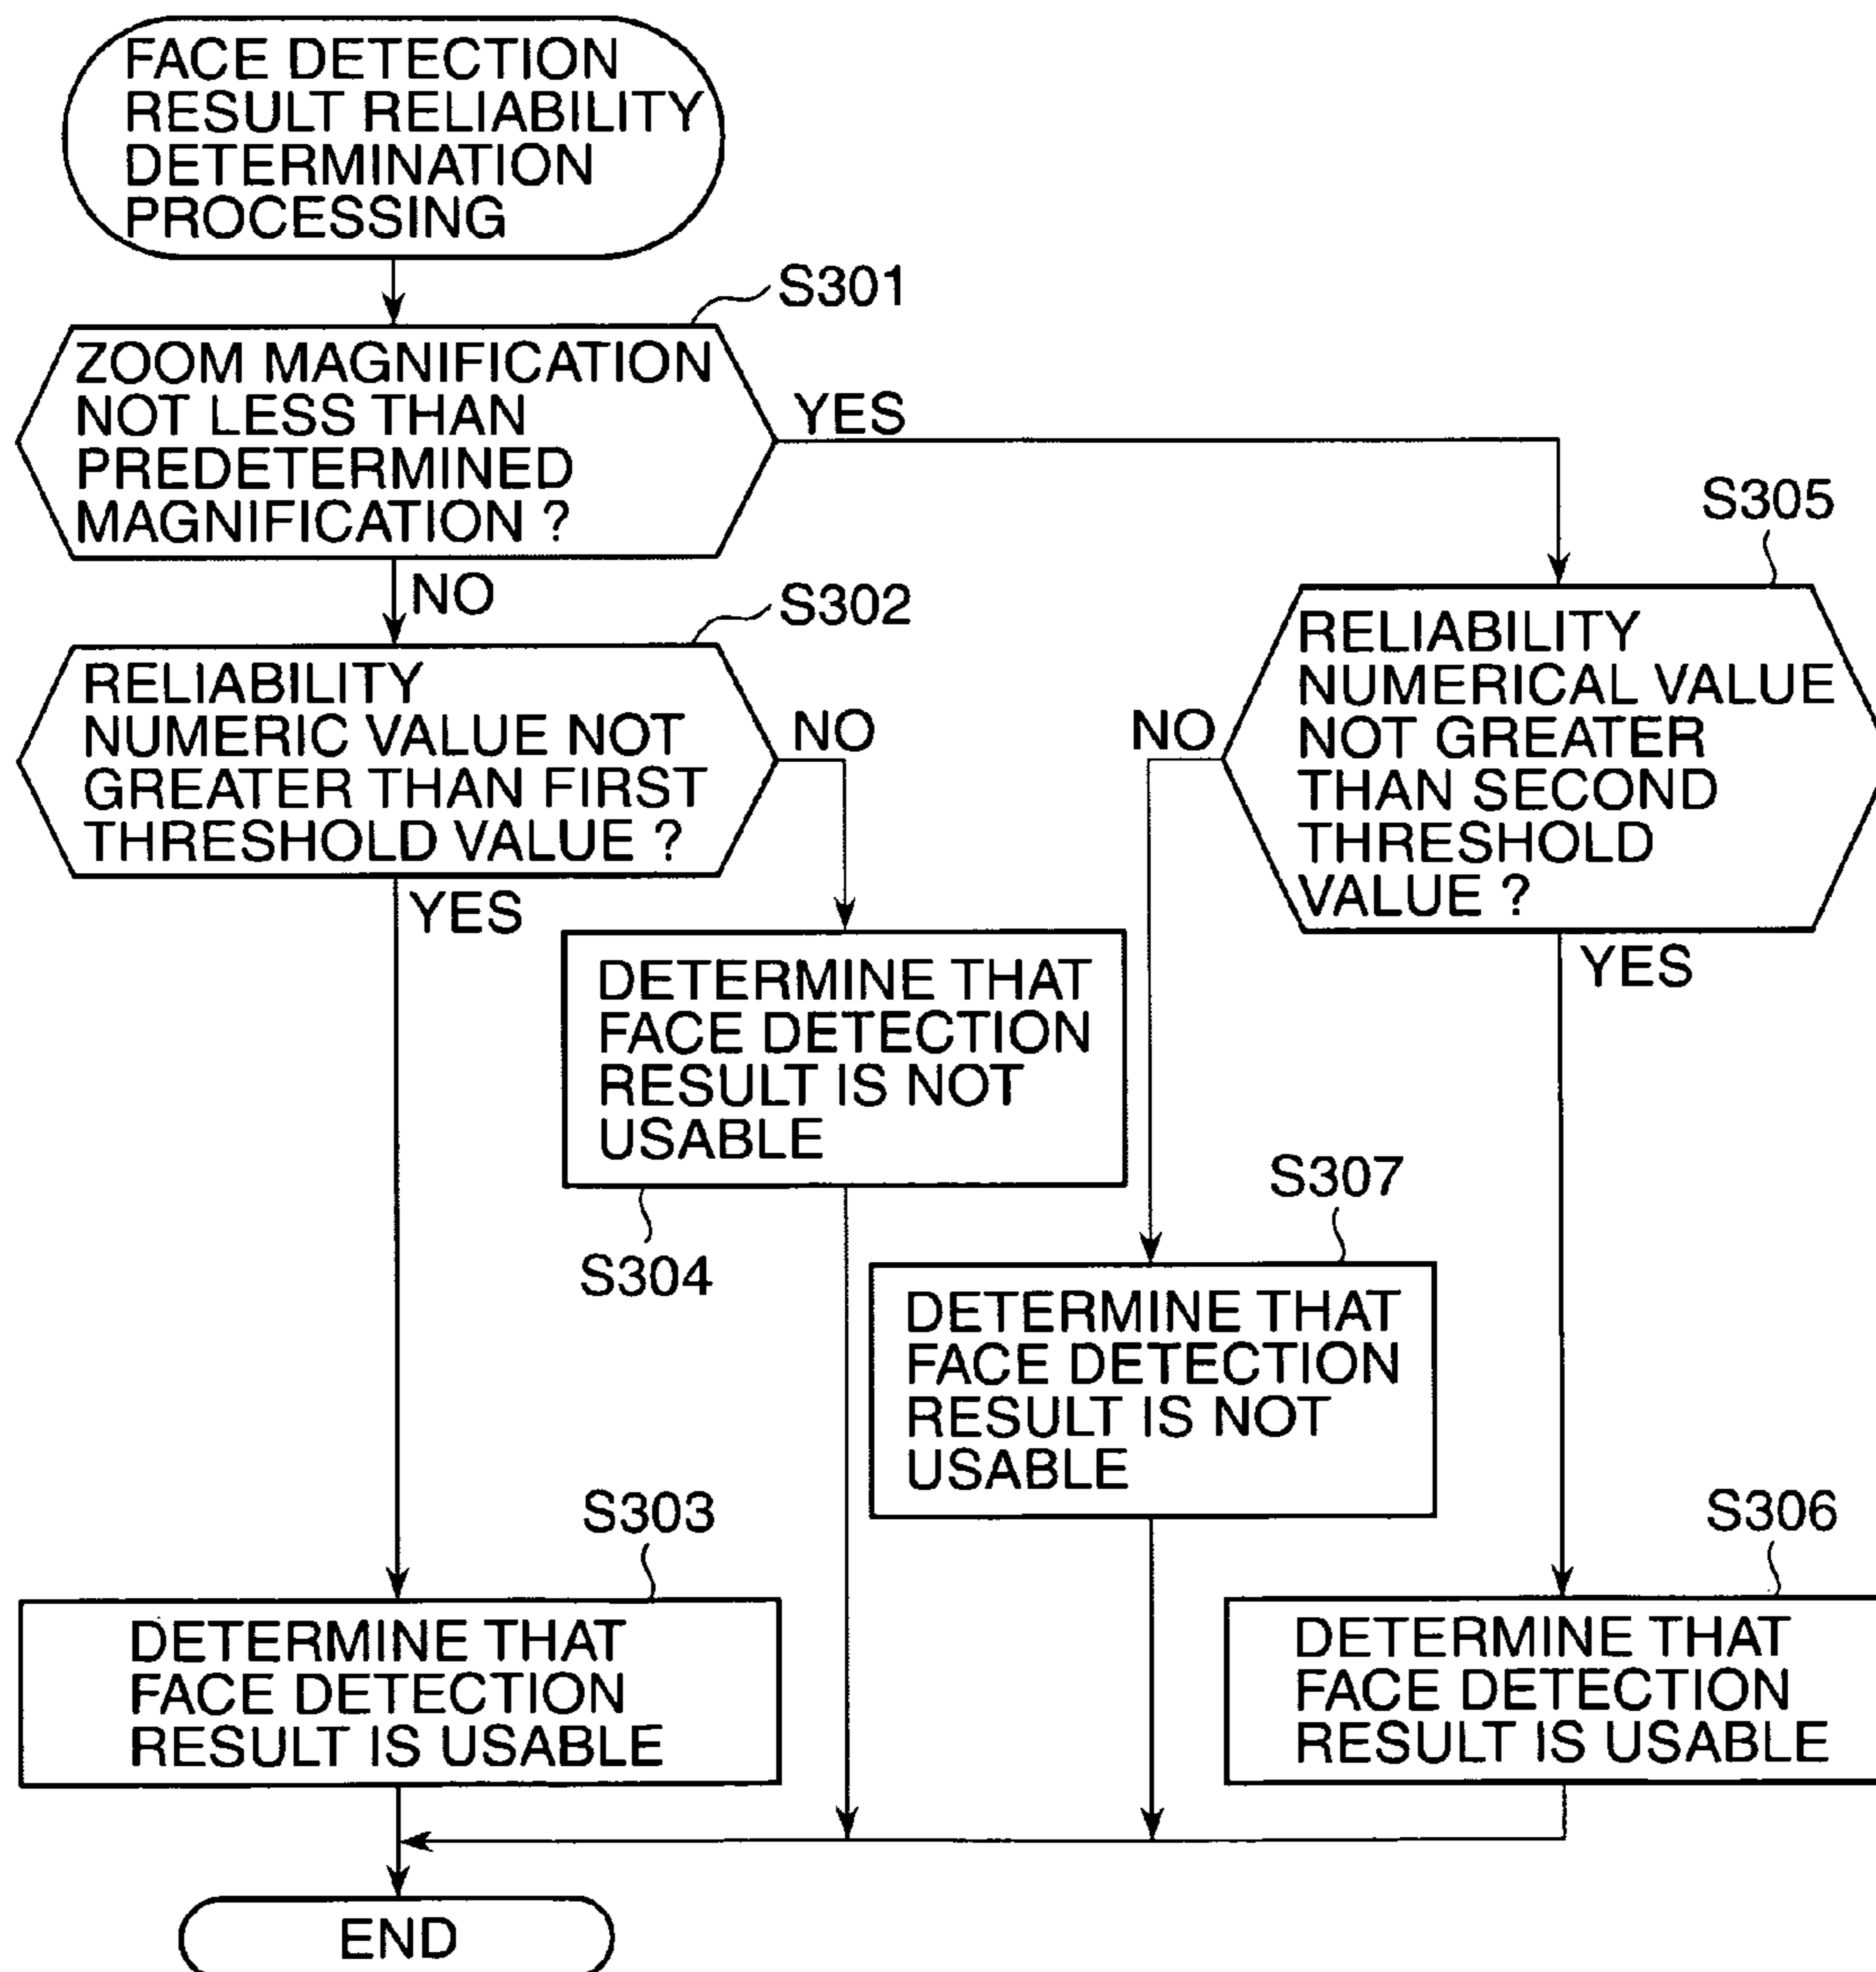 FACE DETECTION
RESULT RELIABILITY
DETERMINATION
PROCESSING
S301
ZOOM MAGNIFICATION
NOT LESS THAN
PREDETERMINED
MAGNIFICATION ?
YES
NO
S302
RELIABILITY
NUMERIC VALUE NOT
GREATER THAN FIRST
THRESHOLD VALUE ?
NO
YES
S305
RELIABILITY
NUMERICAL VALUE
NOT GREATER
THAN SECOND
THRESHOLD
VALUE ?
NO
YES
DETERMINE THAT
FACE DETECTION
RESULT IS NOT
USABLE
S304
S307
DETERMINE THAT
FACE DETECTION
RESULT IS NOT
USABLE
S303
DETERMINE THAT
FACE DETECTION
RESULT IS USABLE
S306
DETERMINE THAT
FACE DETECTION
RESULT IS USABLE
END